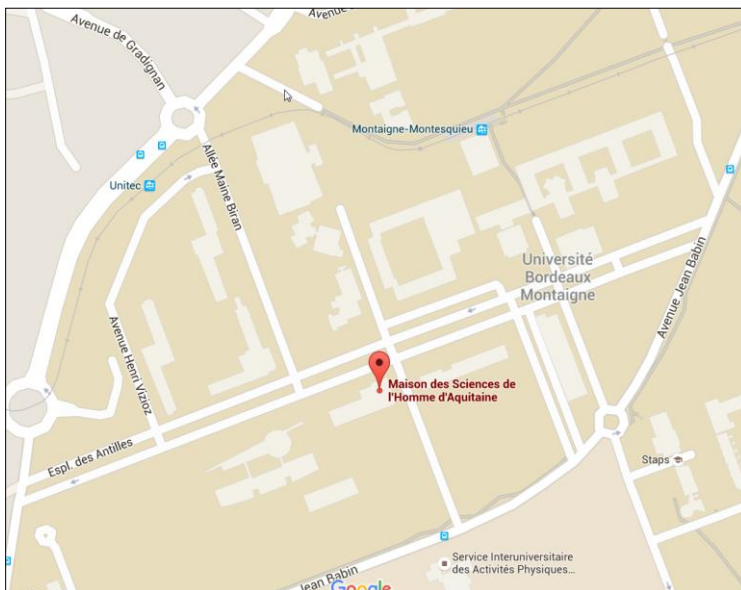 Avenue de Gradignan
Avenue
Montaigne-Montesquieu
Unitec
Allée Maine Biran
Avenue Henri Vizioz
Université
Bordeaux
Montaigne
Avenue Jean Babin
Maison des Sciences de
l'Homme d'Aquitaine
Espl. des Antilles
Staps
Service Interuniversitaire
des Activités Physiques...
Jean Babin
Google